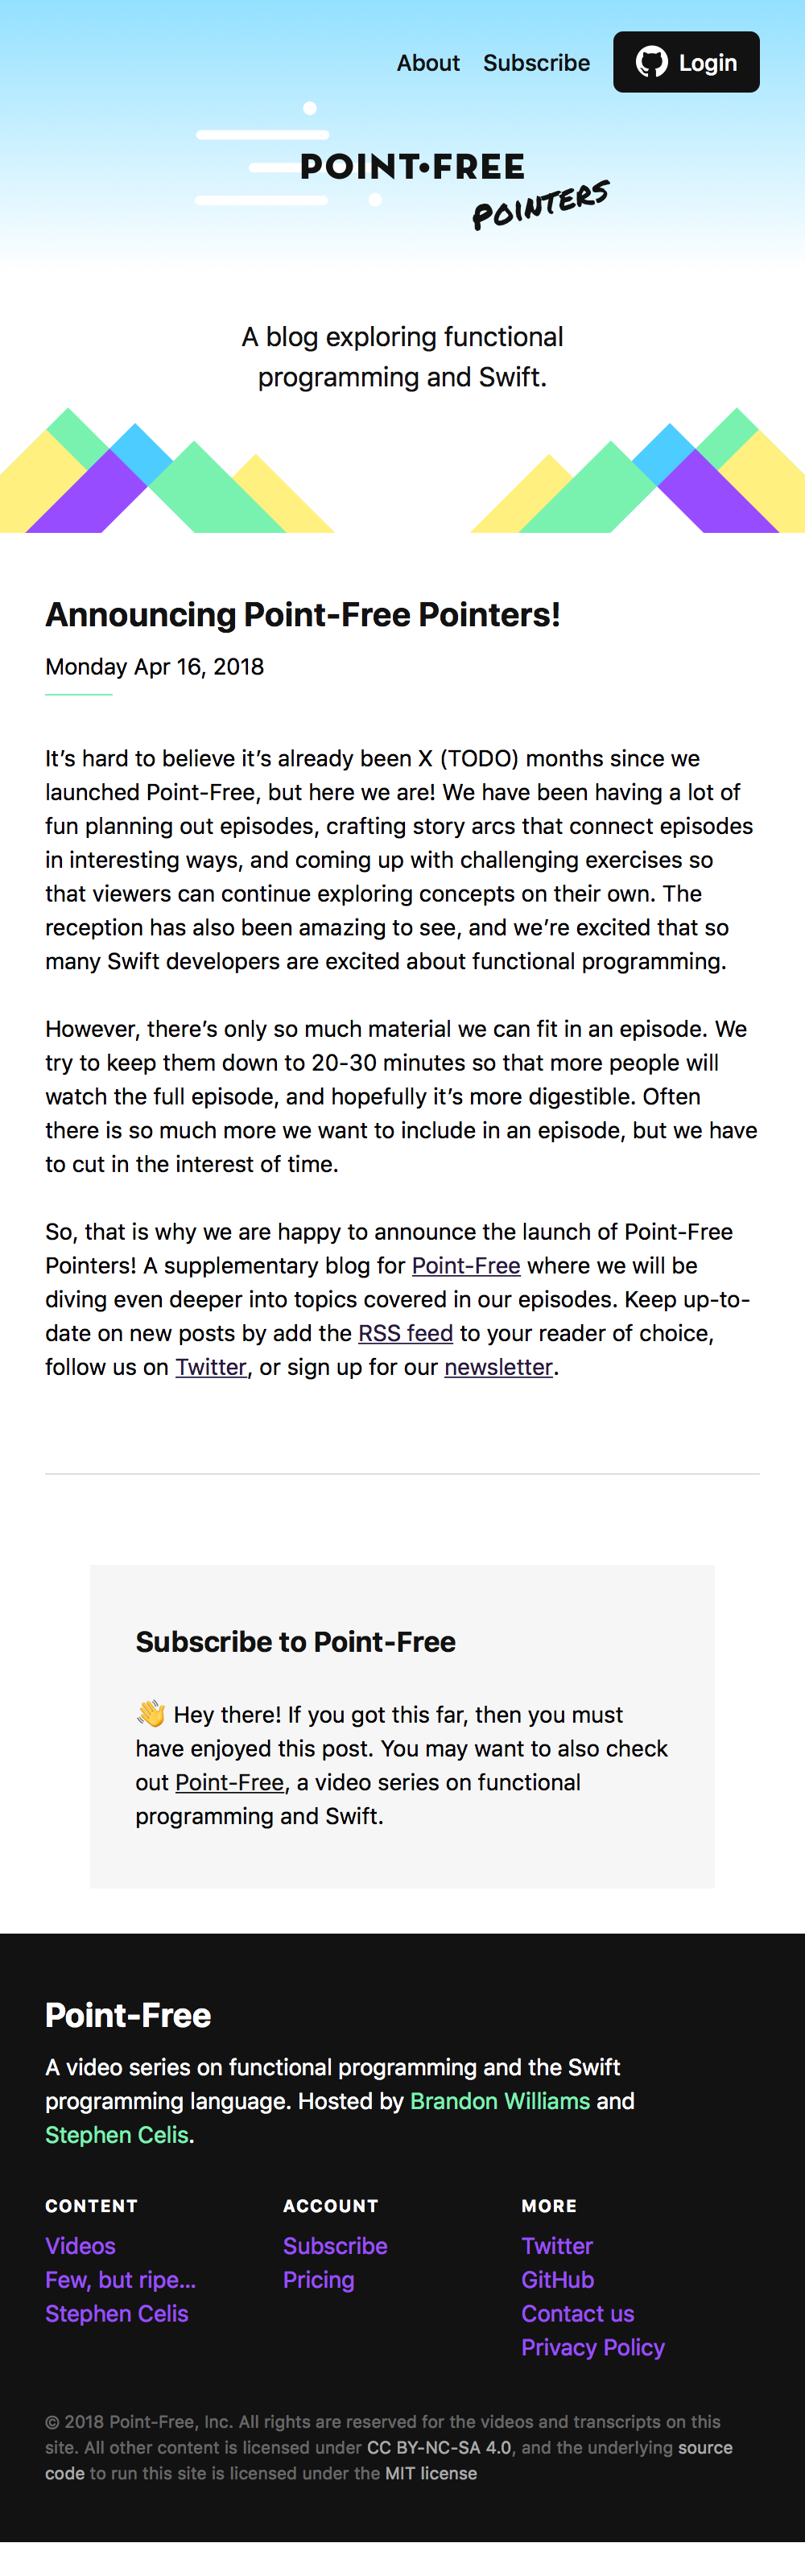 About Subscribe Login
POINT•FREE
POINTERS
A blog exploring functional
programming and Swift.
Announcing Point-Free Pointers!
Monday Apr 16, 2018
It’s hard to believe it’s already been X (TODO) months since we
launched Point-Free, but here we are! We have been having a lot of
fun planning out episodes, crafting story arcs that connect episodes
in interesting ways, and coming up with challenging exercises so
that viewers can continue exploring concepts on their own. The
reception has also been amazing to see, and we’re excited that so
many Swift developers are excited about functional programming.
However, there’s only so much material we can fit in an episode. We
try to keep them down to 20-30 minutes so that more people will
watch the full episode, and hopefully it’s more digestible. Often
there is so much more we want to include in an episode, but we have
to cut in the interest of time.
So, that is why we are happy to announce the launch of Point-Free
Pointers! A supplementary blog for Point-Free where we will be
diving even deeper into topics covered in our episodes. Keep up-to-
date on new posts by add the RSS feed to your reader of choice,
follow us on Twitter, or sign up for our newsletter.
Subscribe to Point-Free
👋 Hey there! If you got this far, then you must
have enjoyed this post. You may want to also check
out Point-Free, a video series on functional
programming and Swift.
Point-Free
A video series on functional programming and the Swift
programming language. Hosted by Brandon Williams and
Stephen Celis.
CONTENT
Videos
Few, but ripe...
Stephen Celis
ACCOUNT
Subscribe
Pricing
MORE
Twitter
GitHub
Contact us
Privacy Policy
© 2018 Point-Free, Inc. All rights are reserved for the videos and transcripts on this
site. All other content is licensed under CC BY-NC-SA 4.0, and the underlying source
code to run this site is licensed under the MIT license